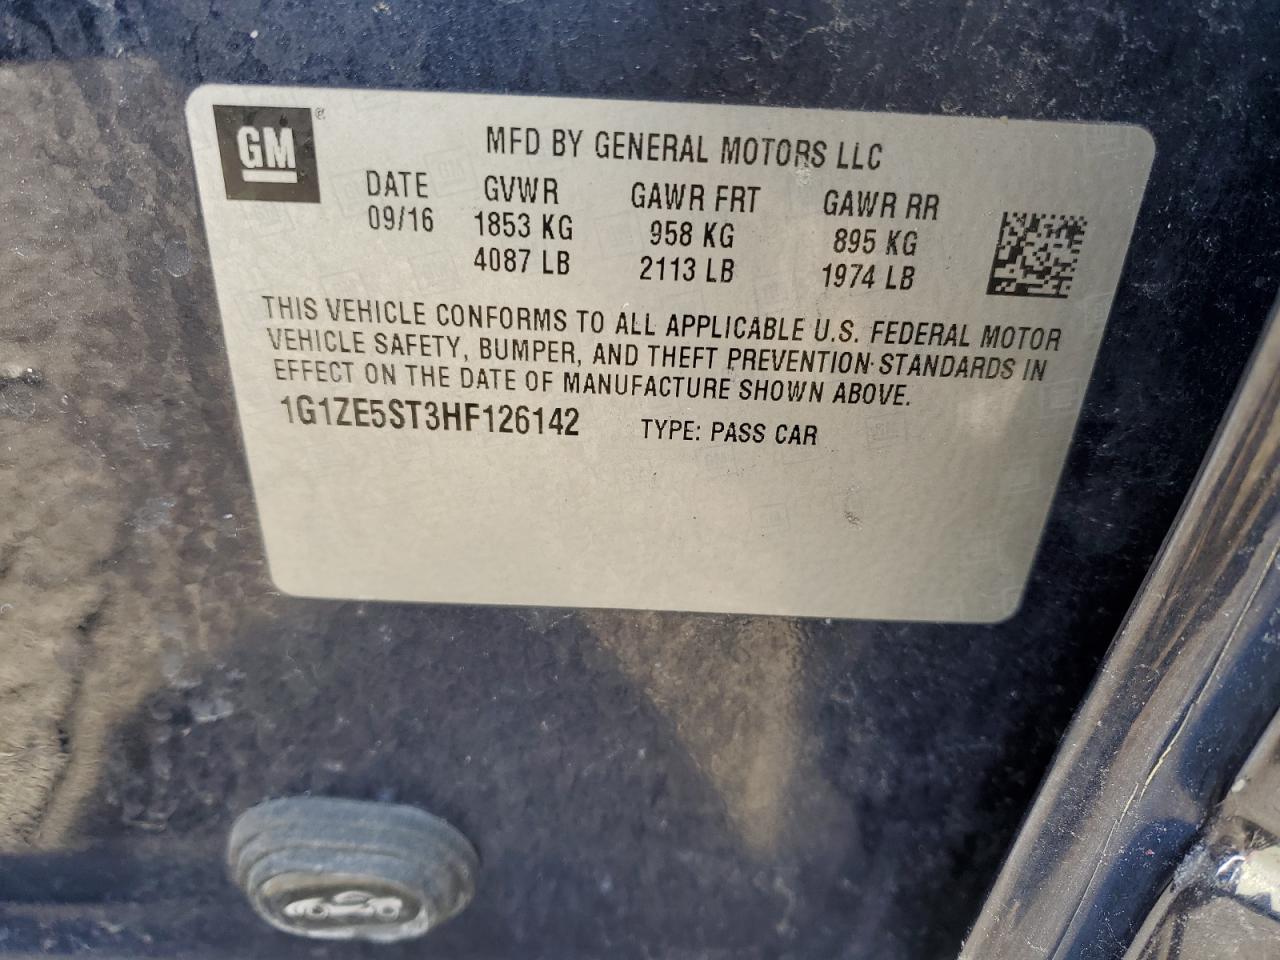 GM ®
MFD BY GENERAL MOTORS LLC
DATE GVWR GAWR FRT GAWR RR
09/16 1853 KG 958 KG 895 KG
4087 LB 2113 LB 1974 LB
THIS VEHICLE CONFORMS TO ALL APPLICABLE U.S. FEDERAL MOTOR
VEHICLE SAFETY, BUMPER, AND THEFT PREVENTION STANDARDS IN
EFFECT ON THE DATE OF MANUFACTURE SHOWN ABOVE.
1G1ZE5ST3HF126142 TYPE: PASS CAR